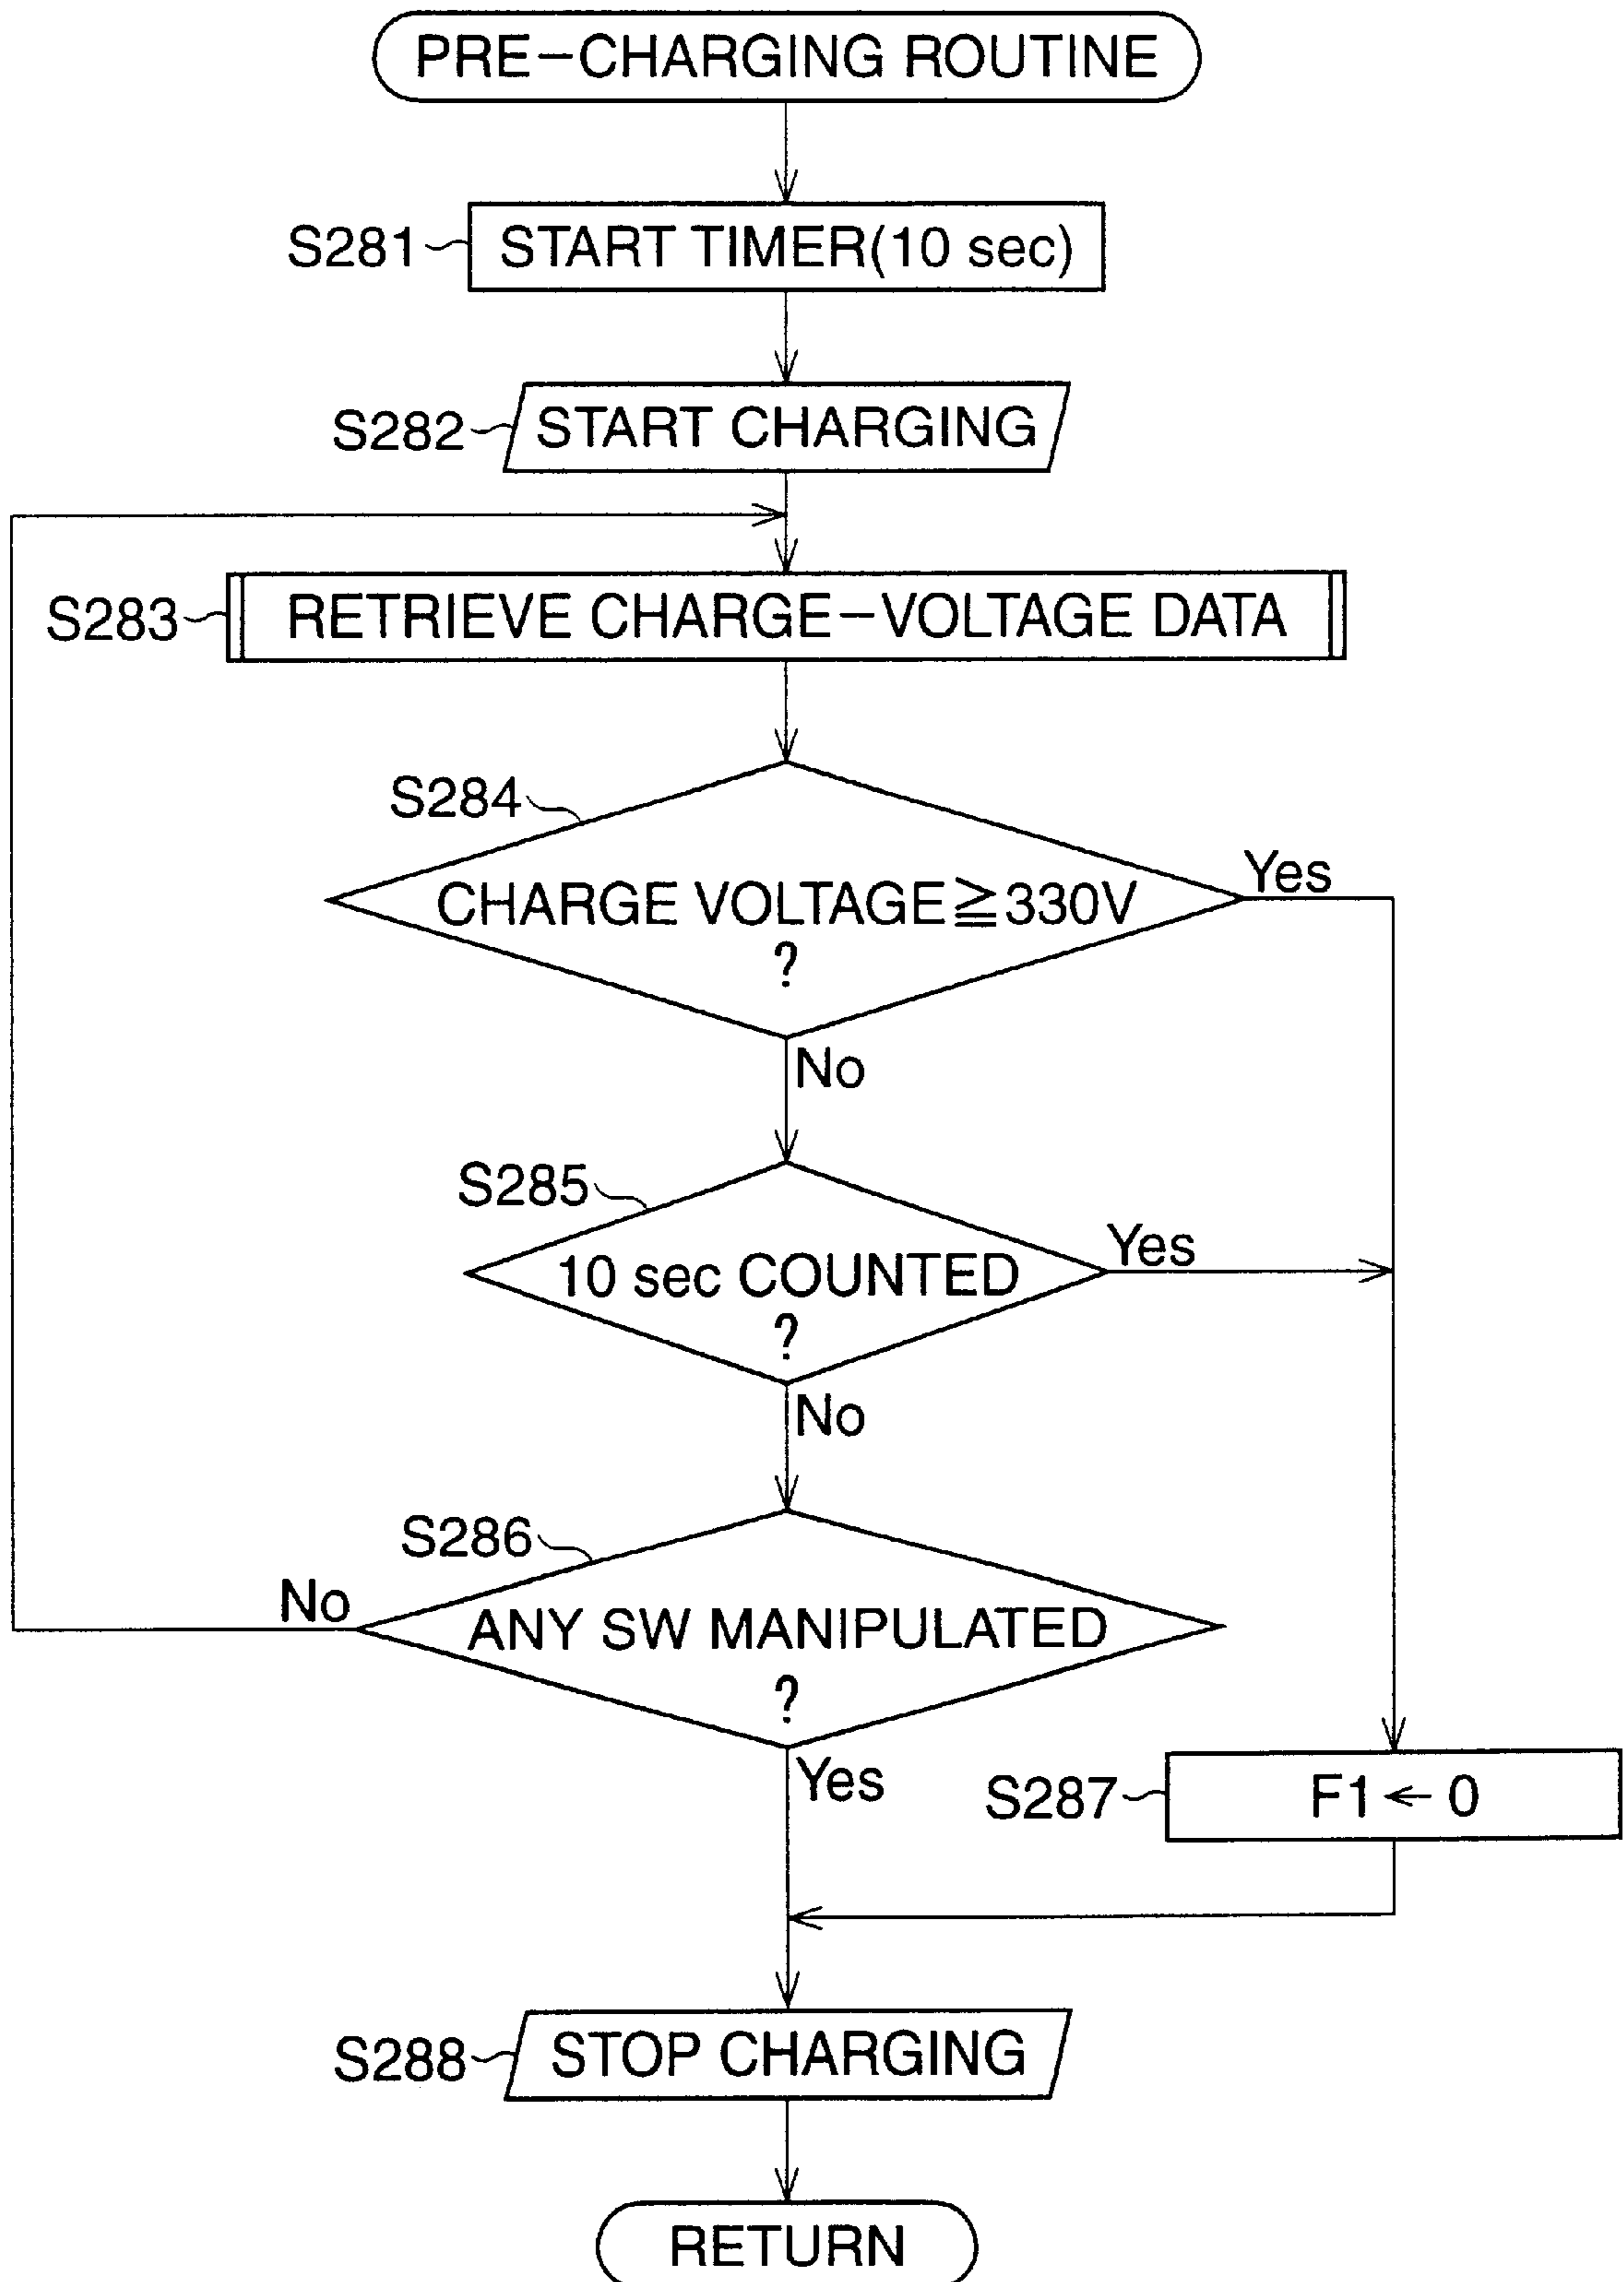 PRE-CHARGING ROUTINE
S281
START TIMER(10 sec)
S282
START CHARGING
S283
RETRIEVE CHARGE-VOLTAGE DATA
S284
CHARGE VOLTAGE≧330V
?
Yes
No
S285
10 sec COUNTED
?
Yes
No
S286
ANY SW MANIPULATED
?
No
Yes
S287
F1←0
S288
STOP CHARGING
RETURN